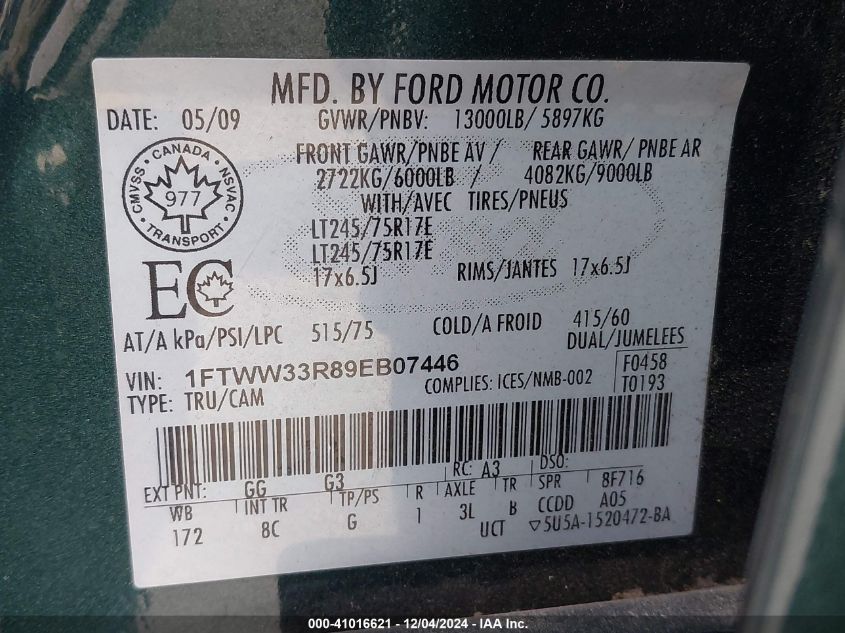 MFD. BY FORD MOTOR CO.
DATE: 05/09 GVWR/PNBV: 13000LB/ 5897KG
CMVSS CANADA NSVAC
977
TRANSPORT
FRONT GAWR/PNBE AV / REAR GAWR/ PNBE AR
2722KG/6000LB / 4082KG/9000LB
WITH/AVEC TIRES/PNEUS
LT245/75R17E
LT245/75R17E
EC
17x6.5J RIMS/JANTES 17x6.5J
AT/A kPa/PSI/LPC 515/75 COLD/A FROID 415/60
DUAL/JUMELEES
VIN: 1FTWW33R89EB07446
COMPLIES: ICES/NMB-002 F0458
TYPE: TRU/CAM T0193
EXT PNT: GG G3 RC: A3 DSO:
WB INT TR TP/PS R AXLE TR SPR 8F716
172 8C G 1 3L B CCDD A05
UCT ▽5U5A-1520472-BA
000-41016621 - 12/04/2024 - IAA Inc.